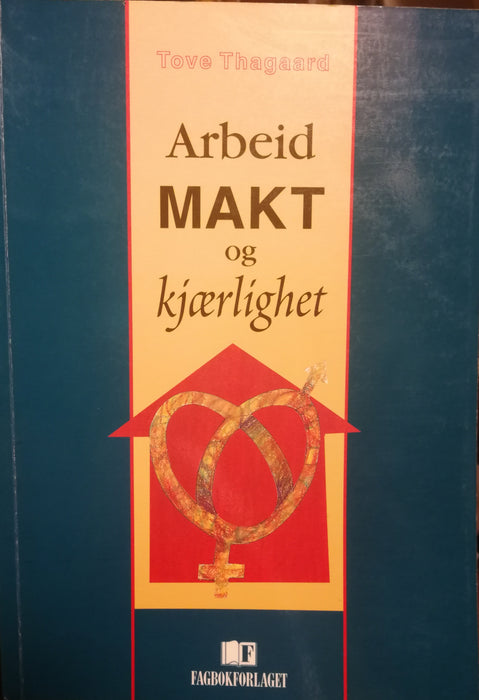 Tove Thagaard
Arbeid
MAKT
og
kjærlighet
F
FAGBOKFORLAGET